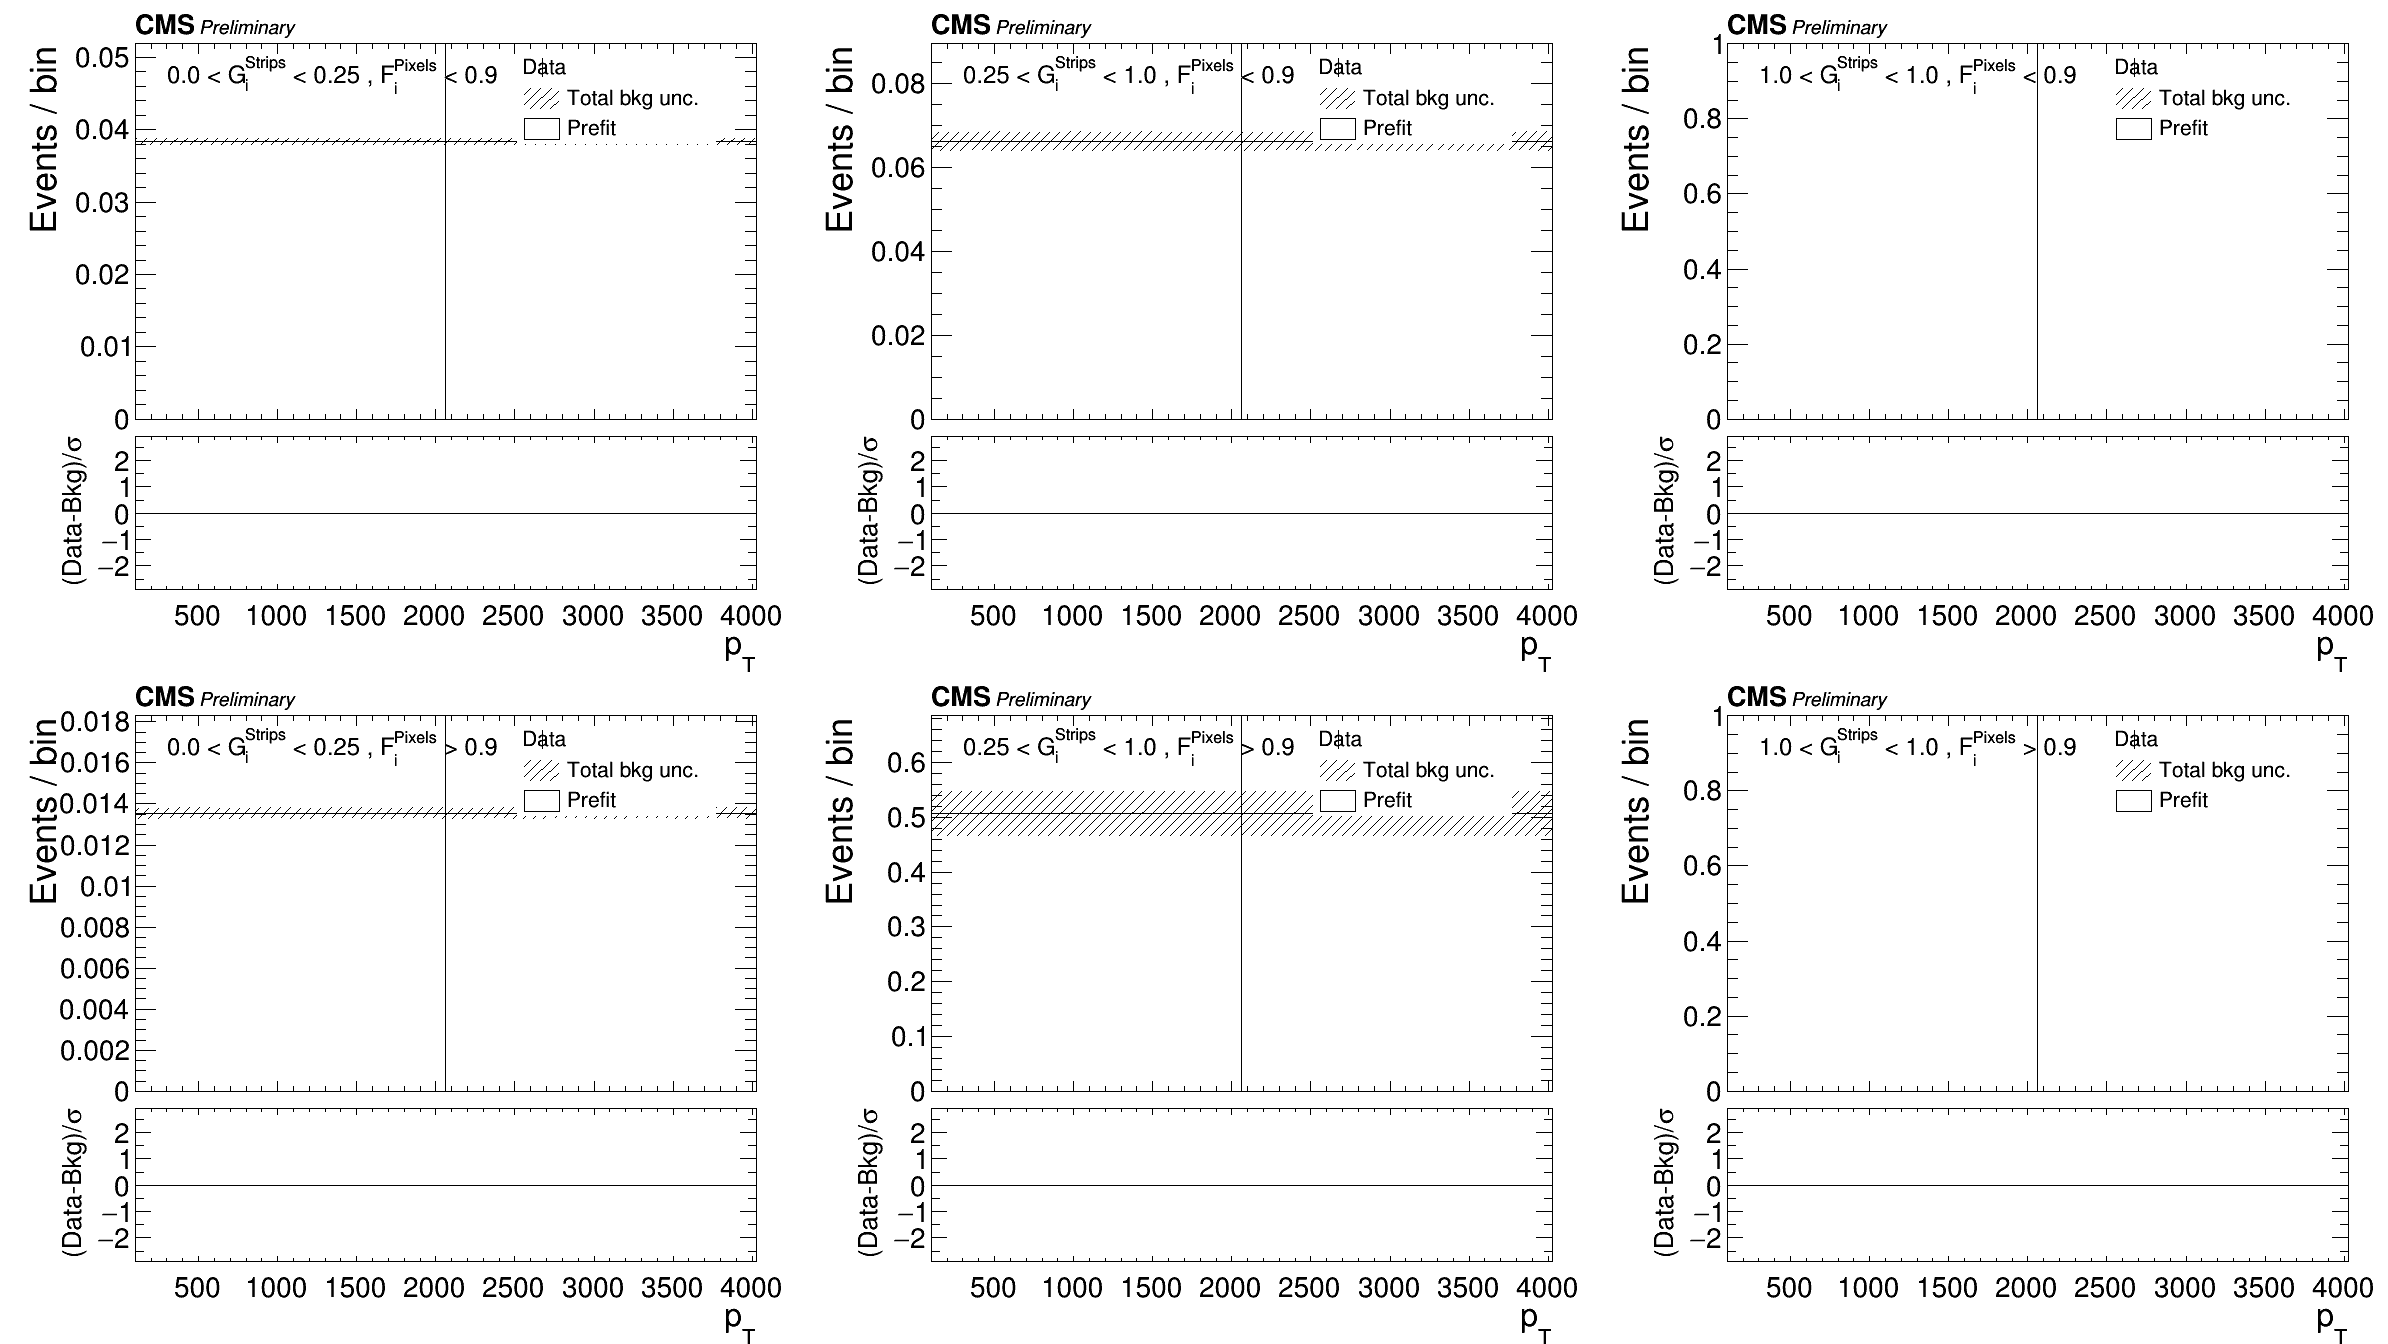 CMS Preliminary
Events / bin
0.05
0.04
0.03
0.02
0.01
0
0.0 < G_i^Strips < 0.25 , F_i^Pixels < 0.9
Data
Total bkg unc.
Prefit
(Data-Bkg)/σ
2
1
0
−1
−2
500 1000 1500 2000 2500 3000 3500 4000
p_T
CMS Preliminary
Events / bin
0.08
0.06
0.04
0.02
0
0.25 < G_i^Strips < 1.0 , F_i^Pixels < 0.9
Data
Total bkg unc.
Prefit
(Data-Bkg)/σ
2
1
0
−1
−2
500 1000 1500 2000 2500 3000 3500 4000
p_T
CMS Preliminary
Events / bin
1
0.8
0.6
0.4
0.2
0
1.0 < G_i^Strips < 1.0 , F_i^Pixels < 0.9
Data
Total bkg unc.
Prefit
(Data-Bkg)/σ
2
1
0
−1
−2
500 1000 1500 2000 2500 3000 3500 4000
p_T
CMS Preliminary
Events / bin
0.018
0.016
0.014
0.012
0.01
0.008
0.006
0.004
0.002
0
0.0 < G_i^Strips < 0.25 , F_i^Pixels > 0.9
Data
Total bkg unc.
Prefit
(Data-Bkg)/σ
2
1
0
−1
−2
500 1000 1500 2000 2500 3000 3500 4000
p_T
CMS Preliminary
Events / bin
0.6
0.5
0.4
0.3
0.2
0.1
0
0.25 < G_i^Strips < 1.0 , F_i^Pixels > 0.9
Data
Total bkg unc.
Prefit
(Data-Bkg)/σ
2
1
0
−1
−2
500 1000 1500 2000 2500 3000 3500 4000
p_T
CMS Preliminary
Events / bin
1
0.8
0.6
0.4
0.2
0
1.0 < G_i^Strips < 1.0 , F_i^Pixels > 0.9
Data
Total bkg unc.
Prefit
(Data-Bkg)/σ
2
1
0
−1
−2
500 1000 1500 2000 2500 3000 3500 4000
p_T